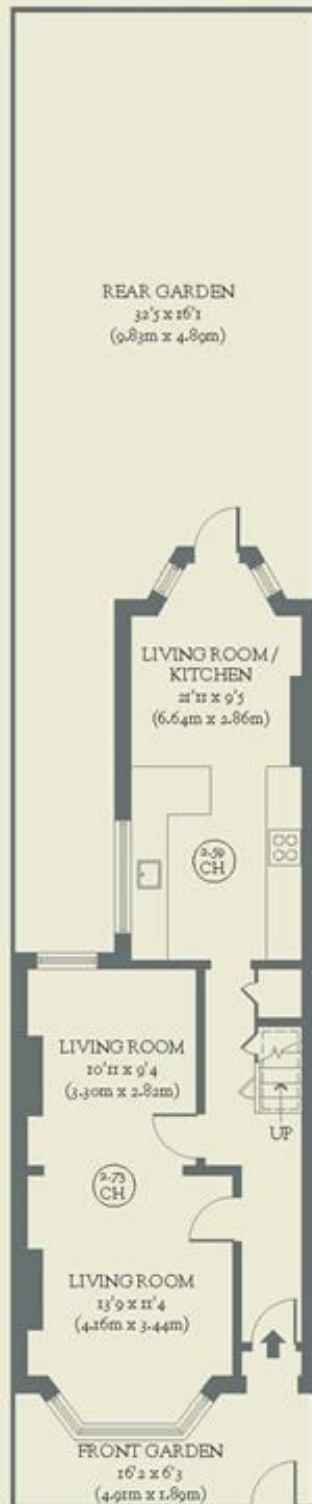 REAR GARDEN
32'5 x 16'1
(9.83m x 4.89m)
LIVING ROOM /
KITCHEN
21'11 x 9'5
(6.64m x 2.86m)
2.59
CH
LIVING ROOM
10'11 x 9'4
(3.30m x 2.82m)
UP
2.73
CH
LIVING ROOM
13'9 x 11'4
(4.16m x 3.44m)
FRONT GARDEN
16'2 x 6'3
(4.91m x 1.89m)